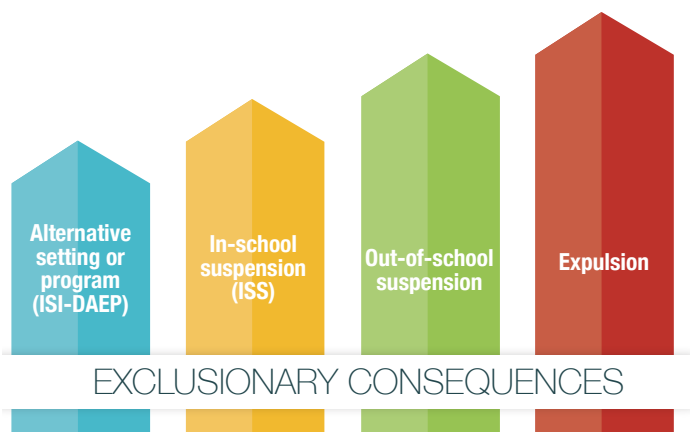 Alternative
setting or
program
(ISI-DAEP)
In-school
suspension
(ISS)
Out-of-school
suspension
Expulsion
EXCLUSIONARY CONSEQUENCES